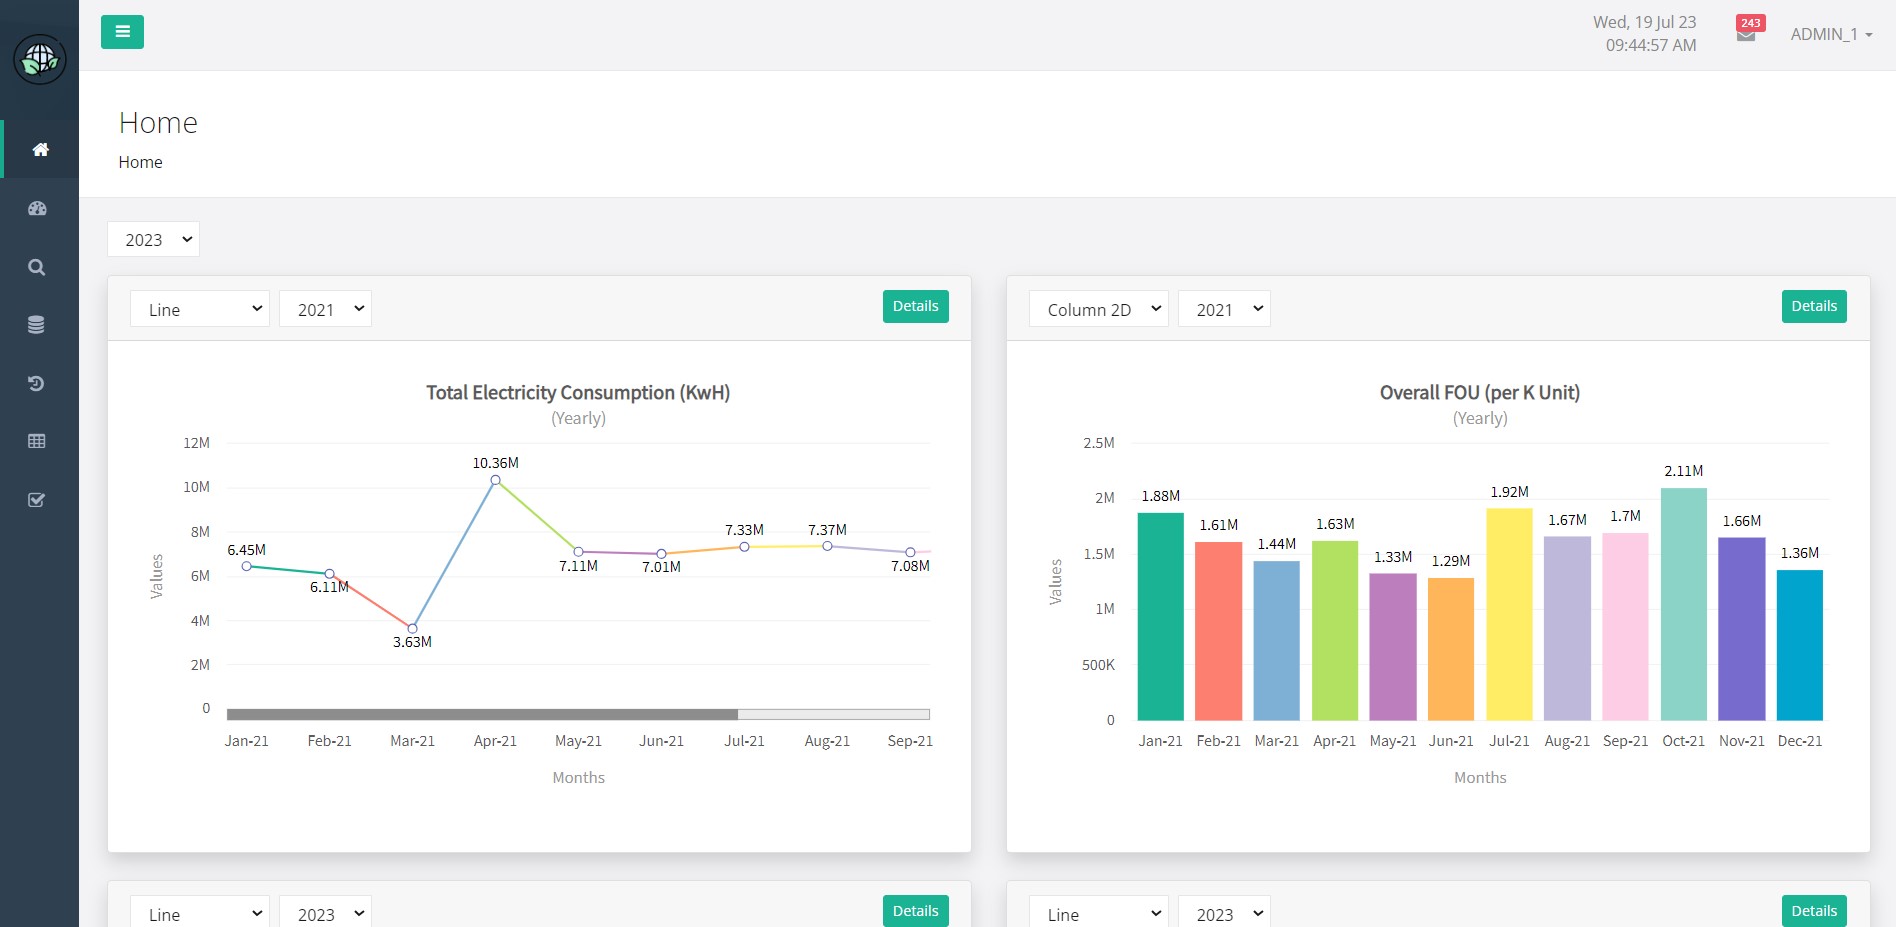 Wed, 19 Jul 23
09:44:57 AM
243
ADMIN_1
Home
Home
2023
Line
2021
Details
Total Electricity Consumption (KwH)
(Yearly)
12M
10M
8M
6M
4M
2M
0
Values
6.45M
6.11M
3.63M
10.36M
7.11M
7.01M
7.33M
7.37M
7.08M
Jan-21 Feb-21 Mar-21 Apr-21 May-21 Jun-21 Jul-21 Aug-21 Sep-21
Months
Column 2D
2021
Details
Overall FOU (per K Unit)
(Yearly)
2.5M
2M
1.5M
1M
500K
0
Values
1.88M
1.61M
1.44M
1.63M
1.33M
1.29M
1.92M
1.67M
1.7M
2.11M
1.66M
1.36M
Jan-21 Feb-21 Mar-21 Apr-21 May-21 Jun-21 Jul-21 Aug-21 Sep-21 Oct-21 Nov-21 Dec-21
Months
Line
2023
Details
Line
2023
Details